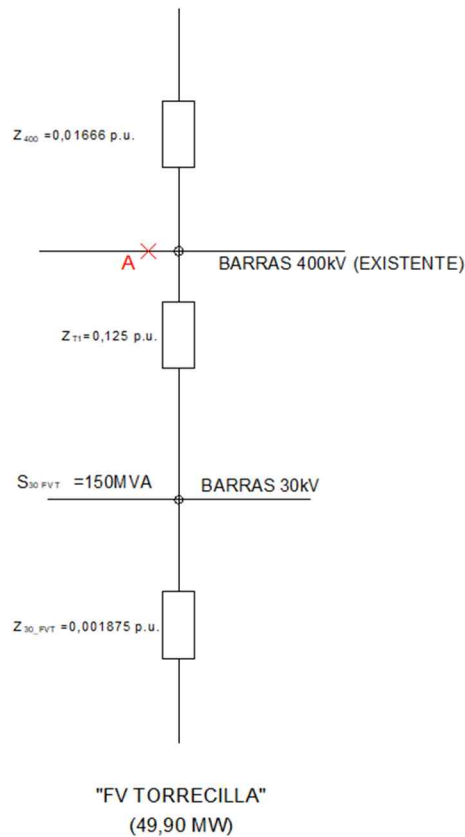 Z400 =0,01666 p.u.
A
BARRAS 400kV (EXISTENTE)
ZT1=0,125 p.u.
S30 FVT =150MVA
BARRAS 30kV
Z30_FVT =0,001875 p.u.
"FV TORRECILLA"
(49,90 MW)